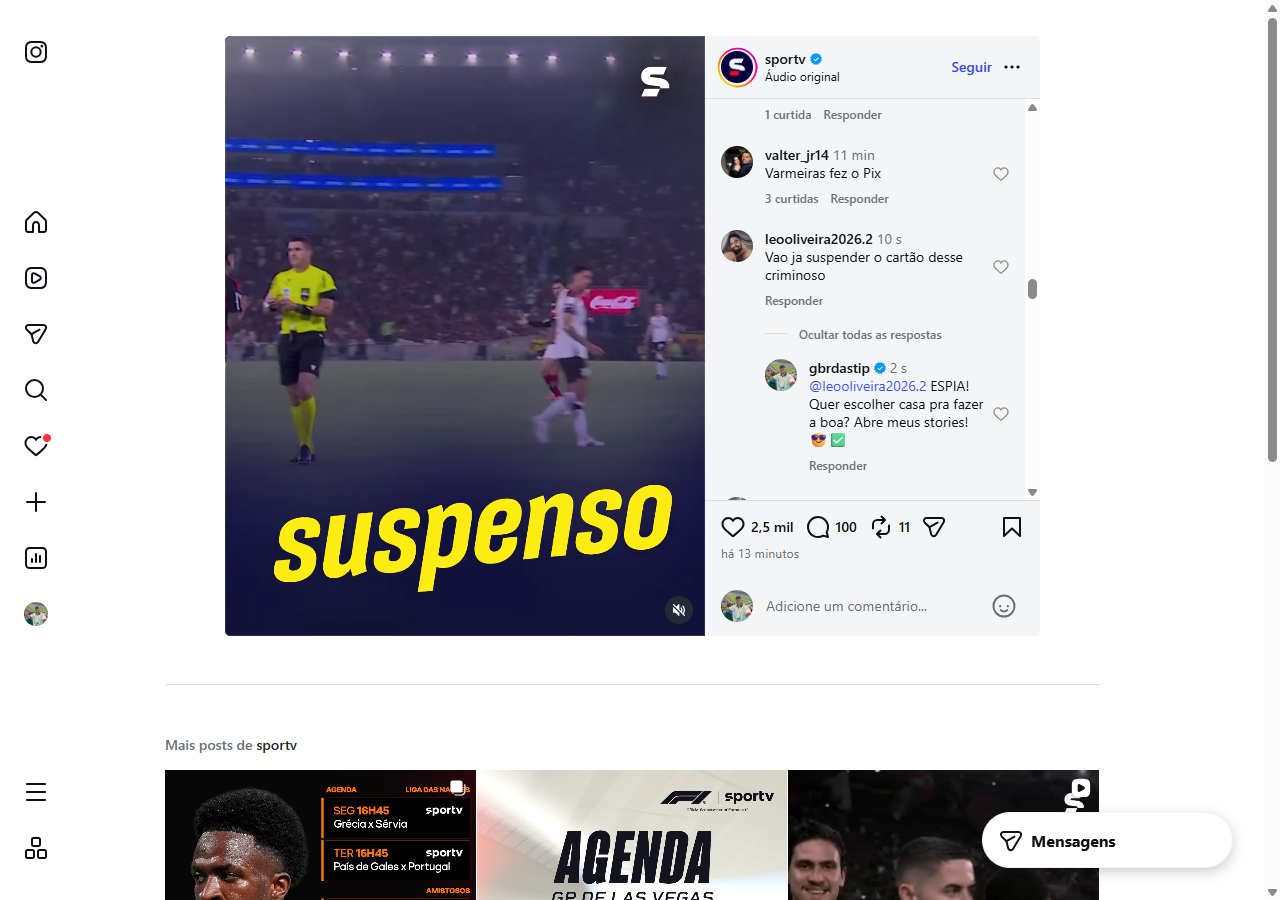 sportv
Áudio original
Seguir
1 curtida Responder
valter_jr14 11 min
Varmeiras fez o Pix
3 curtidas Responder
leooliveira2026.2 10 s
Vao ja suspender o cartão desse
criminoso
Responder
Ocultar todas as respostas
gbrdastip 2 s
@leooliveira2026.2 ESPIA!
Quer escolher casa pra fazer
a boa? Abre meus stories!
😎 ✅
Responder
Coca-Cola
suspenso
2,5 mil 100 11
há 13 minutos
Adicione um comentário...
Mais posts de sportv
AGENDA
SEG 16H45 sportv
Grécia x Sérvia
TER 16H45 sportv
País de Gales x Portugal
AMISTOSOS
F1 sportv
AGENDA
GP DE LAS VEGAS
Mensagens